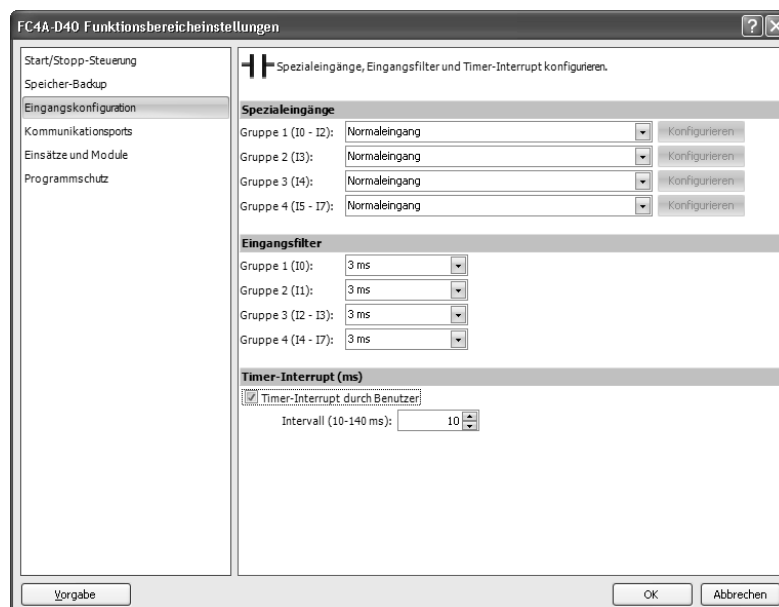 FC4A-D40 Funktionsbereicheinstellungen
Start/Stopp-Steuerung
Speicher-Backup
Eingangskonfiguration
Kommunikationsports
Einsätze und Module
Programmschutz
Spezialeingänge, Eingangsfilter und Timer-Interrupt konfigurieren.
Spezialeingänge
Gruppe 1 (I0 - I2): Normaleingang Konfigurieren
Gruppe 2 (I3): Normaleingang Konfigurieren
Gruppe 3 (I4): Normaleingang Konfigurieren
Gruppe 4 (I5 - I7): Normaleingang Konfigurieren
Eingangsfilter
Gruppe 1 (I0): 3 ms
Gruppe 2 (I1): 3 ms
Gruppe 3 (I2 - I3): 3 ms
Gruppe 4 (I4 - I7): 3 ms
Timer-Interrupt (ms)
Timer-Interrupt durch Benutzer
Intervall (10-140 ms): 10
Vorgabe OK Abbrechen